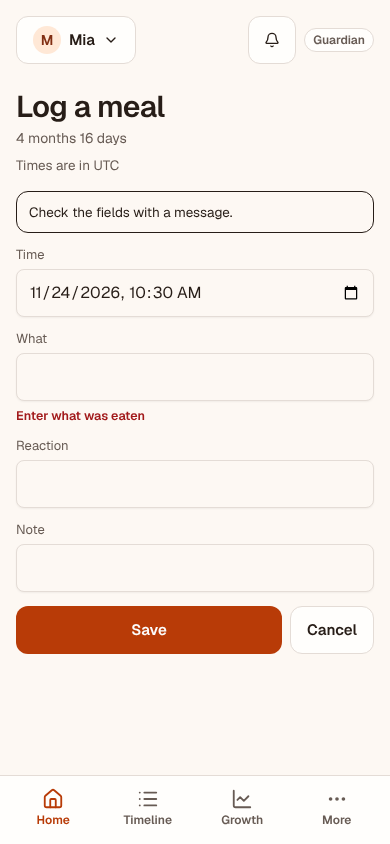 M Mia
Guardian
Log a meal
4 months 16 days
Times are in UTC
Check the fields with a message.
Time
11/24/2026, 10:30 AM
What
Enter what was eaten
Reaction
Note
Save Cancel
Home Timeline Growth More